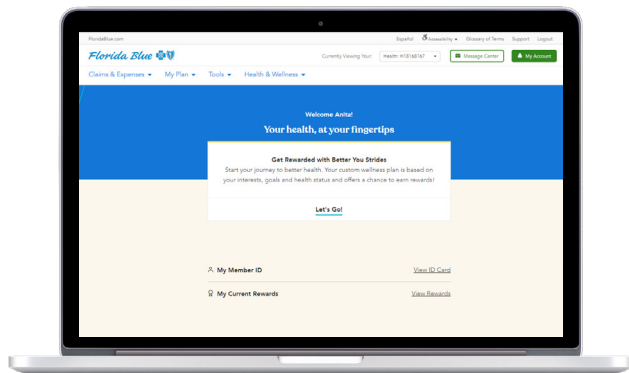 FloridaBlue.com
Español
Accessibility
Glossary of Terms
Support
Logout
Florida Blue
Currently Viewing Your:
Health: H18168167
Message Center
My Account
Claims & Expenses
My Plan
Tools
Health & Wellness
Welcome Anita!
Your health, at your fingertips
Get Rewarded with Better You Strides
Start your journey to better health. Your custom wellness plan is based on
your interests, goals and health status and offers a chance to earn rewards!
Let's Go!
My Member ID
View ID Card
My Current Rewards
View Rewards